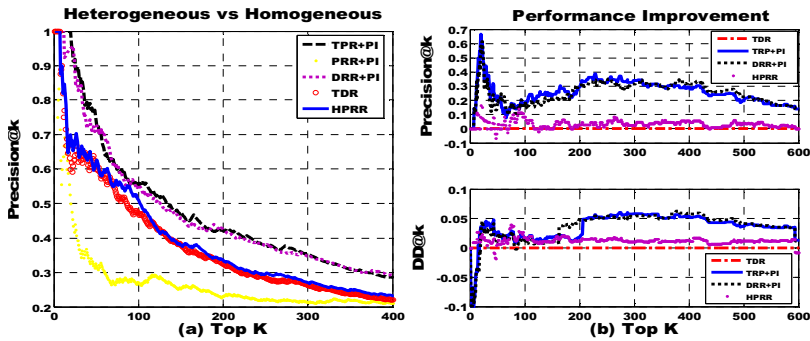 Heterogeneous vs Homogeneous
Precision@k
1
0.9
0.8
0.7
0.6
0.5
0.4
0.3
0.2
0
100
200
300
400
TPR+PI
PRR+PI
DRR+PI
TDR
HPRR
(a) Top K
Performance Improvement
Precision@k
0.7
0.6
0.5
0.4
0.3
0.2
0.1
0
-0.1
0
100
200
300
400
500
600
TDR
TRP+PI
DRR+PI
HPRR
DD@k
0.1
0.05
0
-0.05
-0.1
0
100
200
300
400
500
600
TDR
TRP+PI
DRR+PI
HPRR
(b) Top K